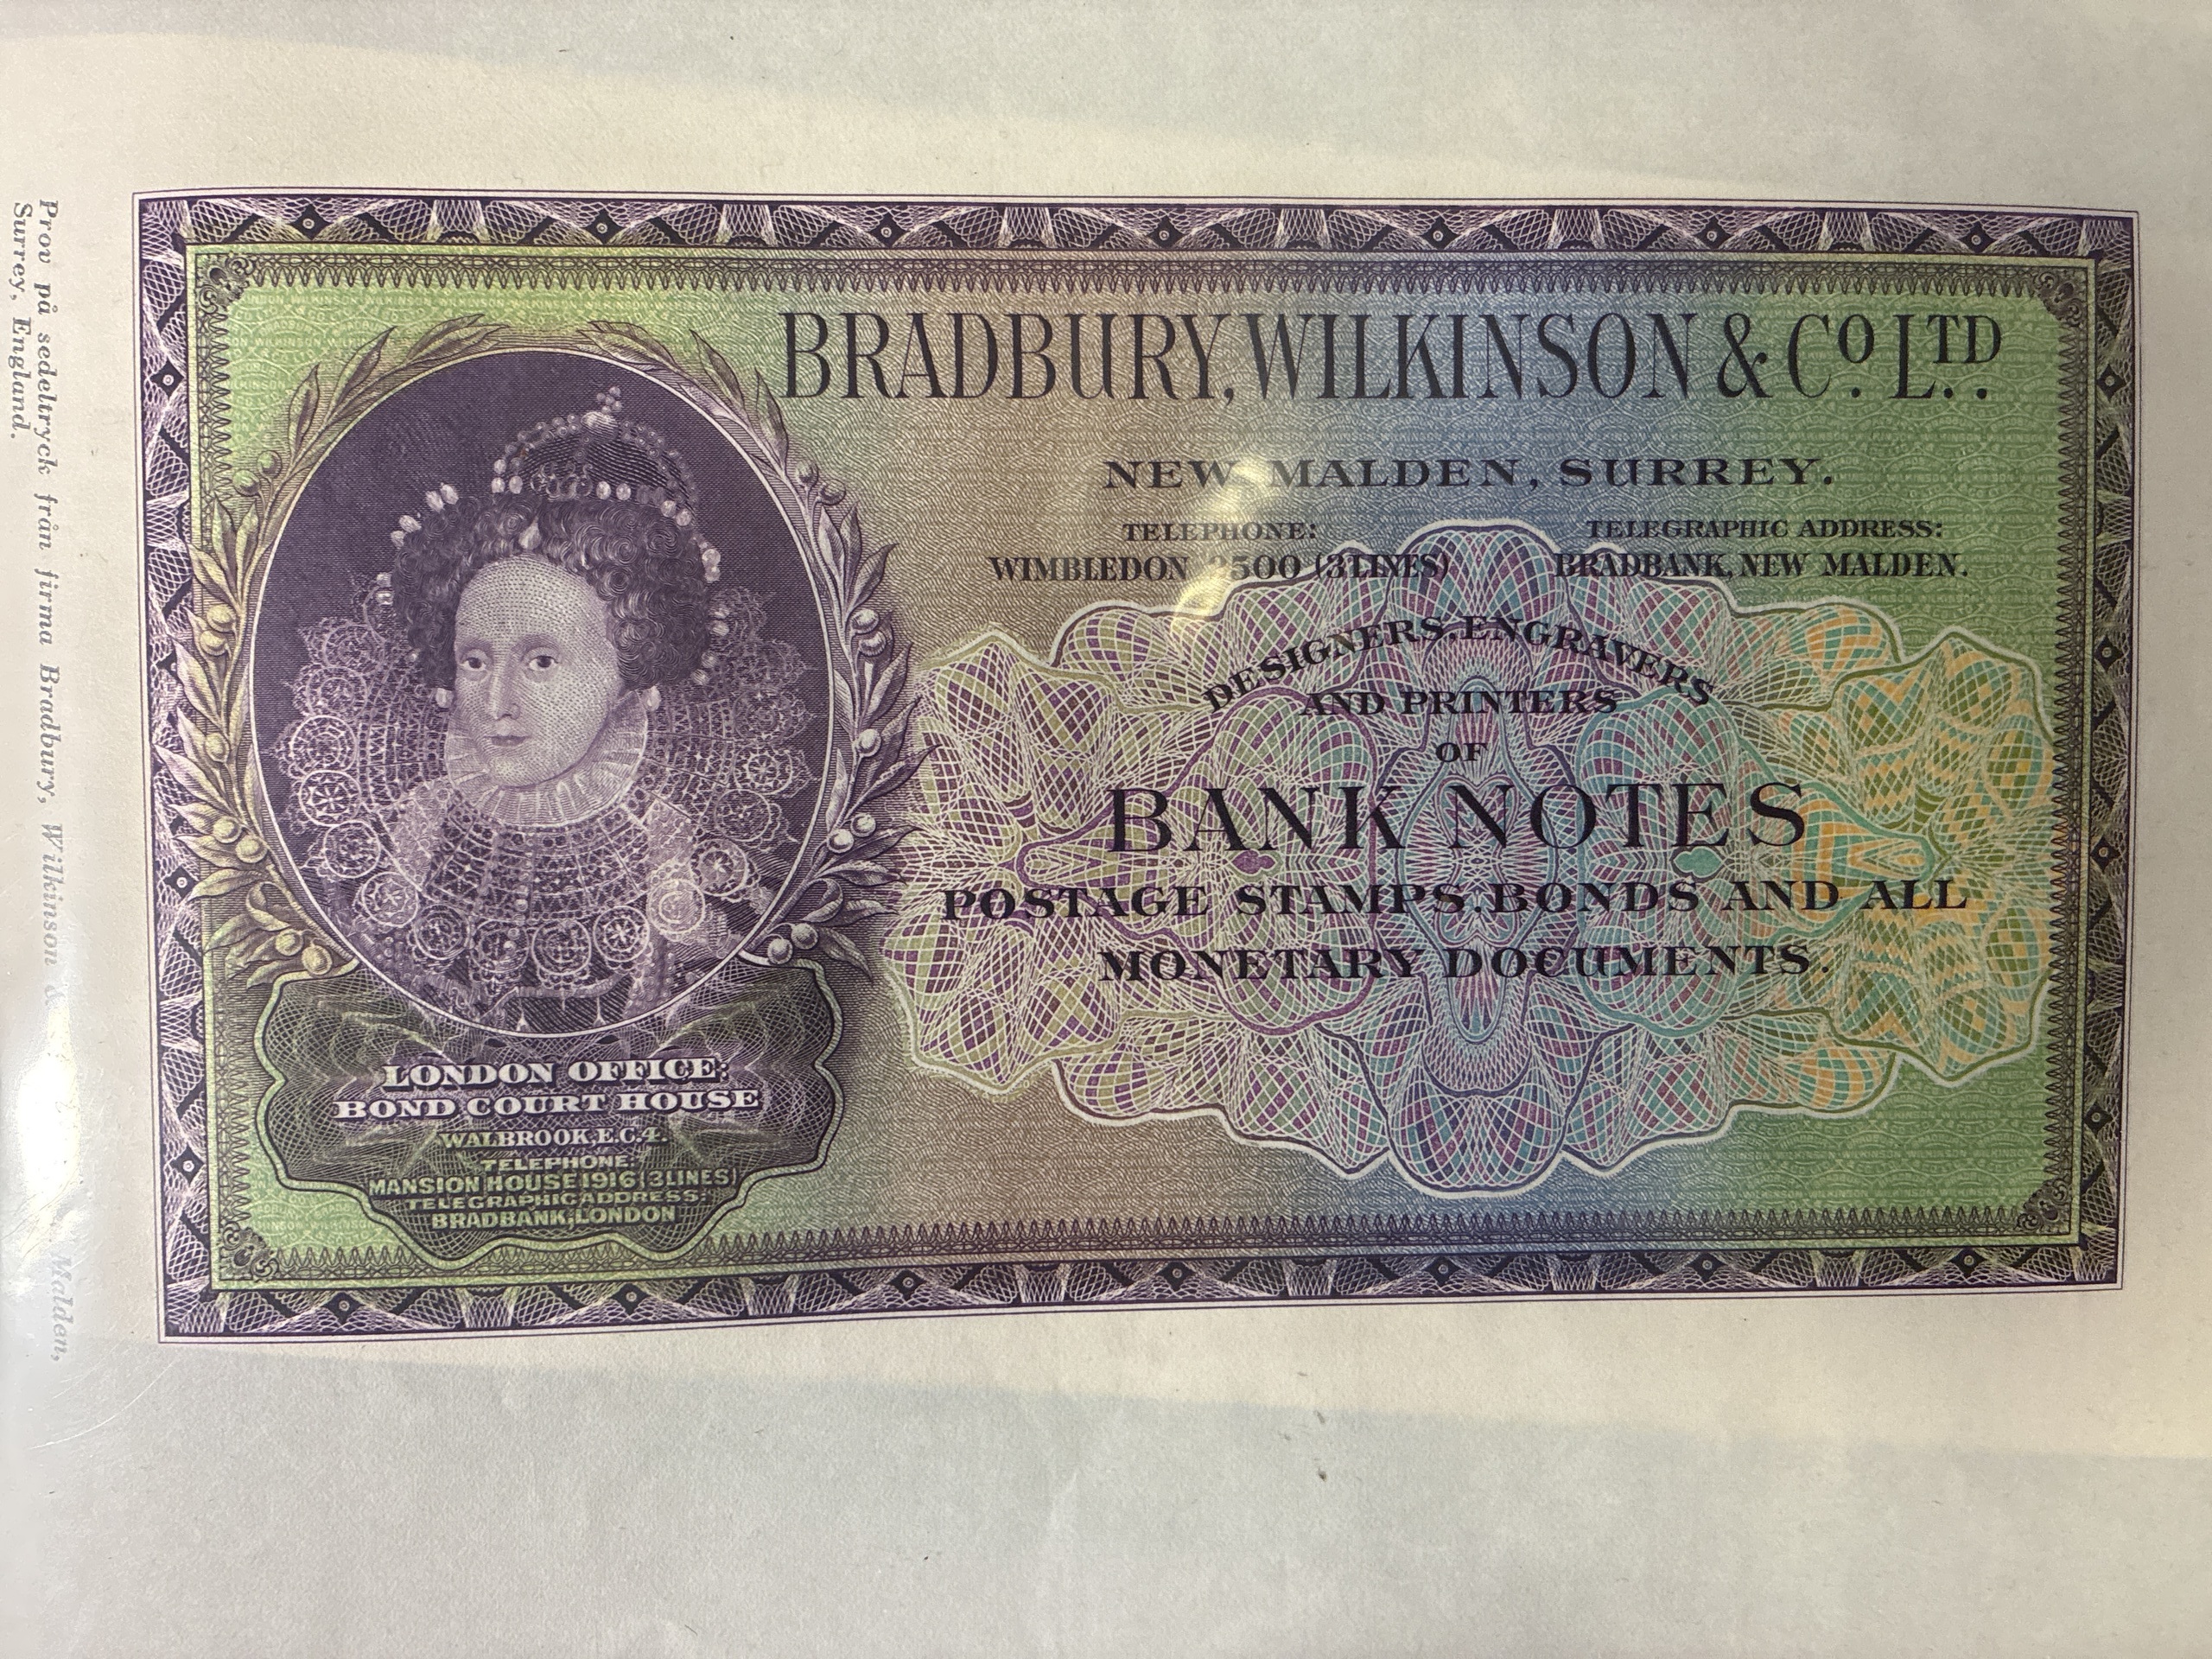 BRADBURY, WILKINSON & Cº. LTD.
NEW MALDEN, SURREY.
TELEPHONE:
WIMBLEDON 2500 (3 LINES)
TELEGRAPHIC ADDRESS:
BRADBANK, NEW MALDEN.
DESIGNERS. ENGRAVERS
AND PRINTERS
OF
BANK NOTES
POSTAGE STAMPS. BONDS AND ALL
MONETARY DOCUMENTS.
LONDON OFFICE:
BOND COURT HOUSE
WALBROOK, E.C.4.
TELEPHONE:
MANSION HOUSE 1916 (3 LINES)
TELEGRAPHIC ADDRESS:
BRADBANK, LONDON
Prov på sedeltryck från firma Bradbury, Wilkinson & Malden,
Surrey, England.